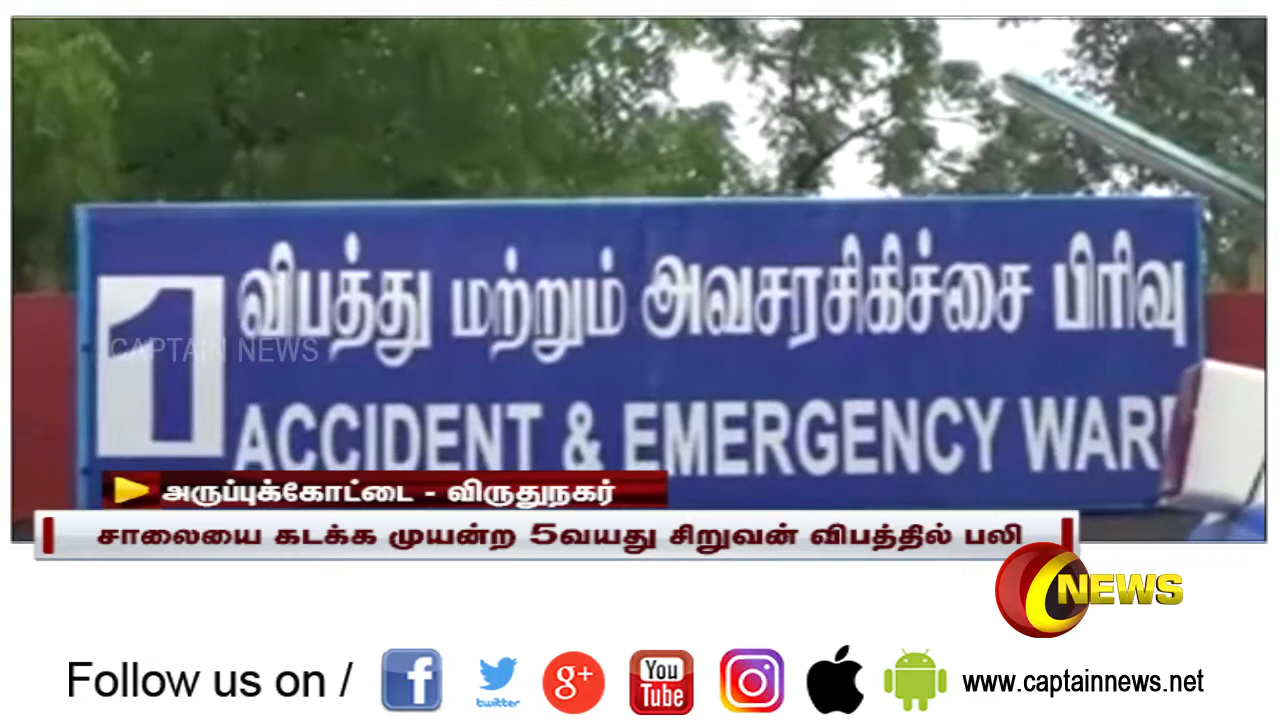 விபத்து மற்றும் அவசரசிகிச்சை பிரிவு
1
CAPTAIN NEWS
ACCIDENT & EMERGENCY WAR
அருப்புக்கோட்டை - விருதுநகர்
சாலையை கடக்க முயன்ற 5வயது சிறுவன் விபத்தில் பலி
NEWS
Follow us on /
f
twitter
g+
You
Tube
www.captainnews.net